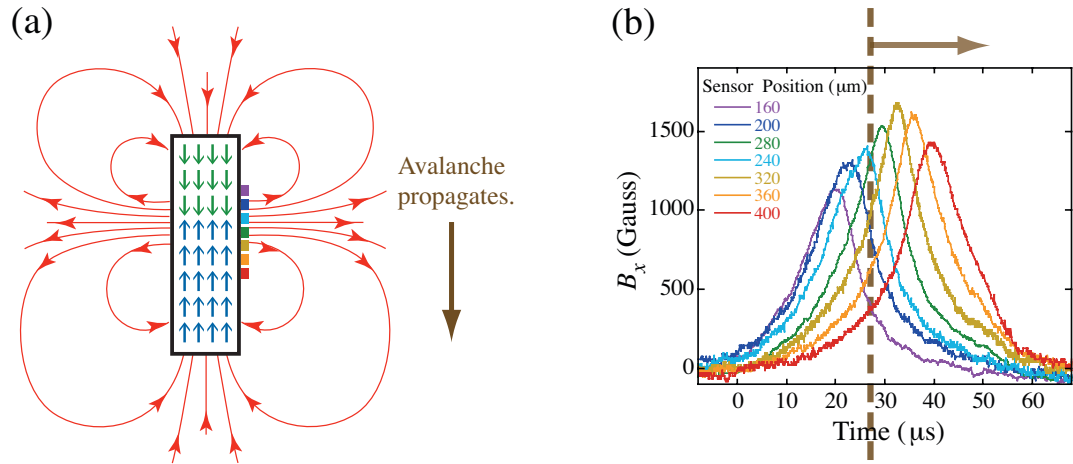 (a)
Avalanche
propagates.
(b)
Sensor Position (μm)
160
200
280
240
320
360
400
1500
1000
500
0
B_x (Gauss)
0 10 20 30 40 50 60
Time (μs)